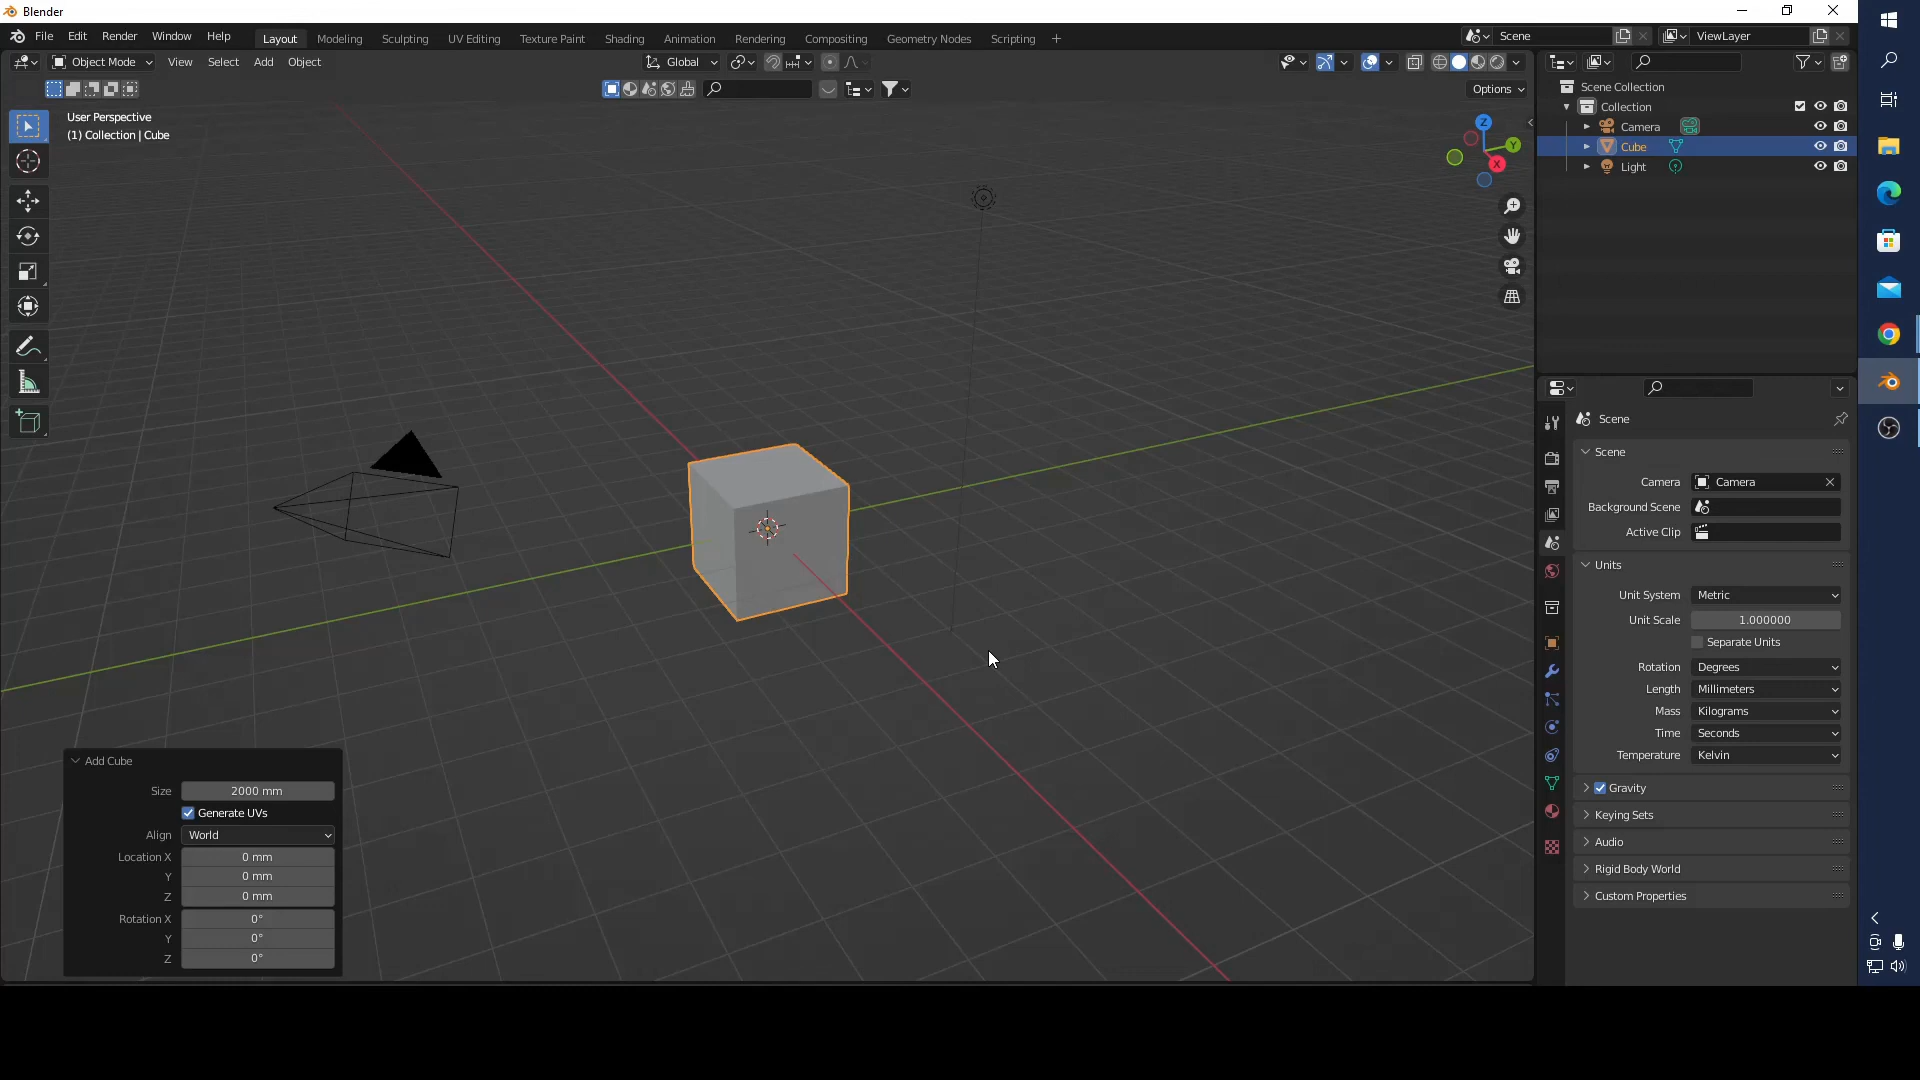 Blender
File Edit Render Window Help Layout Modeling Sculpting UV Editing Texture Paint Shading Animation Rendering Compositing Geometry Nodes Scripting + Scene ViewLayer
Object Mode View Select Add Object Global
Options
User Perspective
(1) Collection | Cube
Z
Y
X
Scene Collection
Collection
Camera
Cube
Light
Scene
Scene
Camera Camera
Background Scene
Active Clip
Units
Unit System Metric
Unit Scale 1.000000
Separate Units
Rotation Degrees
Length Millimeters
Mass Kilograms
Time Seconds
Temperature Kelvin
Gravity
Keying Sets
Audio
Rigid Body World
Custom Properties
Add Cube
Size 2000 mm
Generate UVs
Align World
Location X 0 mm
Y 0 mm
Z 0 mm
Rotation X 0°
Y 0°
Z 0°